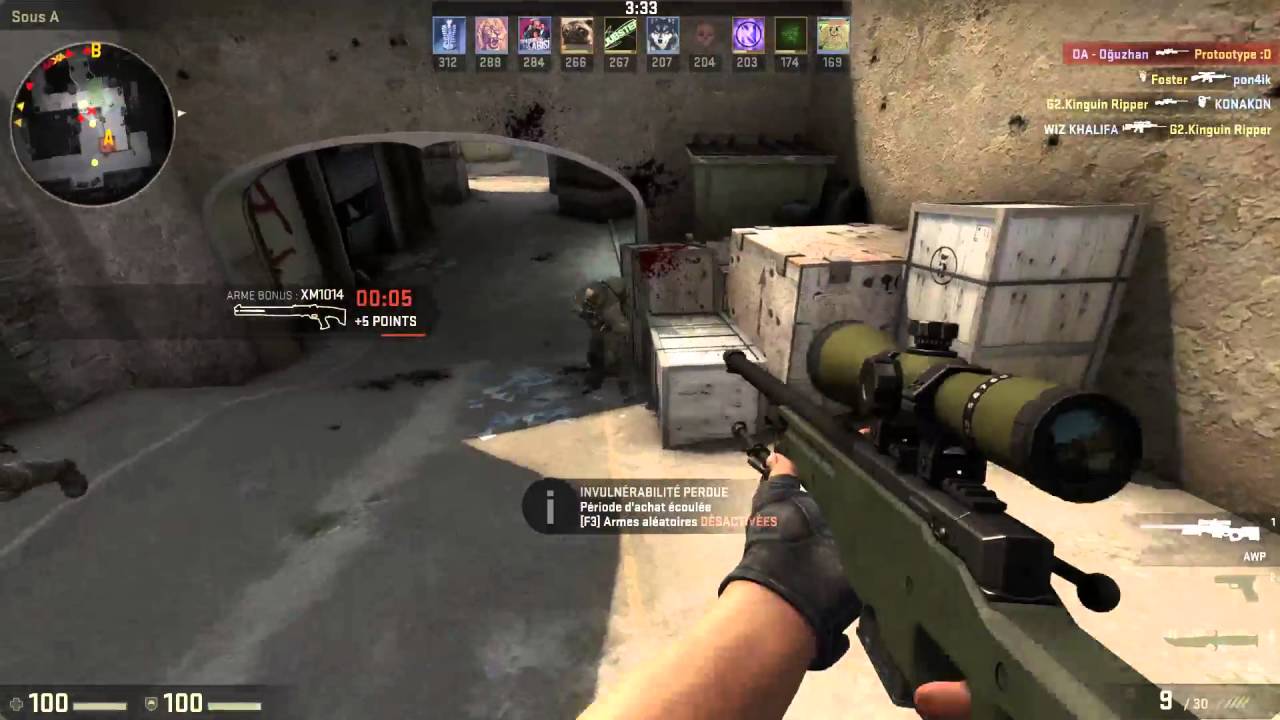 Sous A
B
A
3:33
312 288 284 266 267 207 204 203 174 169
DA - Oğuzhan Protootype :D
Foster pon4ik
G2.Kinguin Ripper KONAKON
WIZ KHALIFA G2.Kinguin Ripper
ARME BONUS : XM1014 00:05
+5 POINTS
INVULNÉRABILITÉ PERDUE
Période d'achat écoulée
[F3] Armes aléatoires DÉSACTIVÉES
1
AWP
100 100
9 / 30